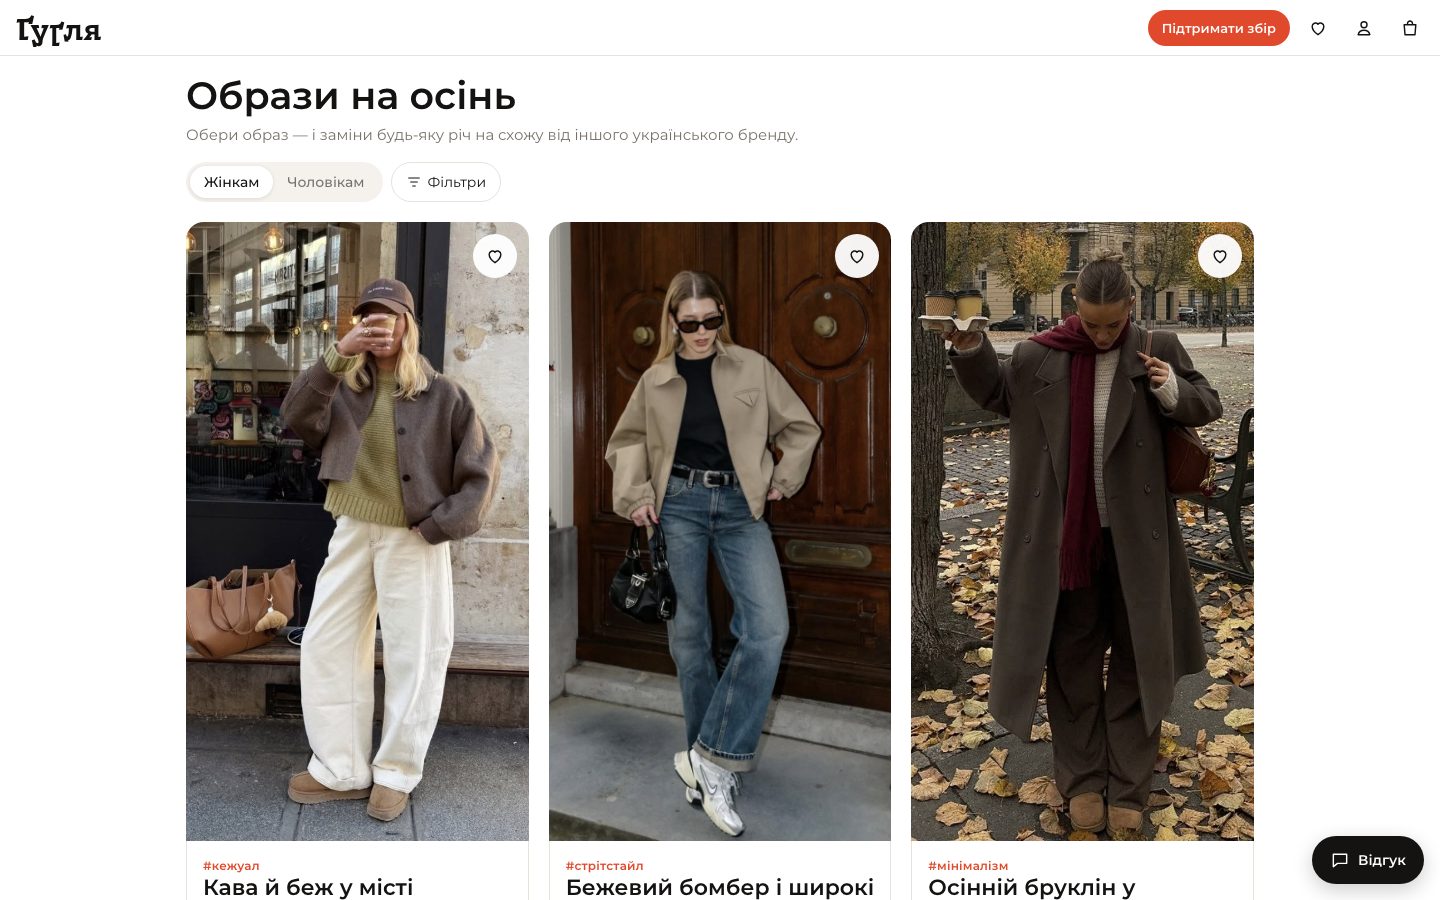 Ґуґля
Підтримати збір
Образи на осінь
Обери образ — і заміни будь-яку річ на схожу від іншого українського бренду.
Жінкам
Чоловікам
Фільтри
#кежуал
Кава й беж у місті
#стрітстайл
Бежевий бомбер і широкі
#мінімалізм
Осінній бруклін у
Відгук